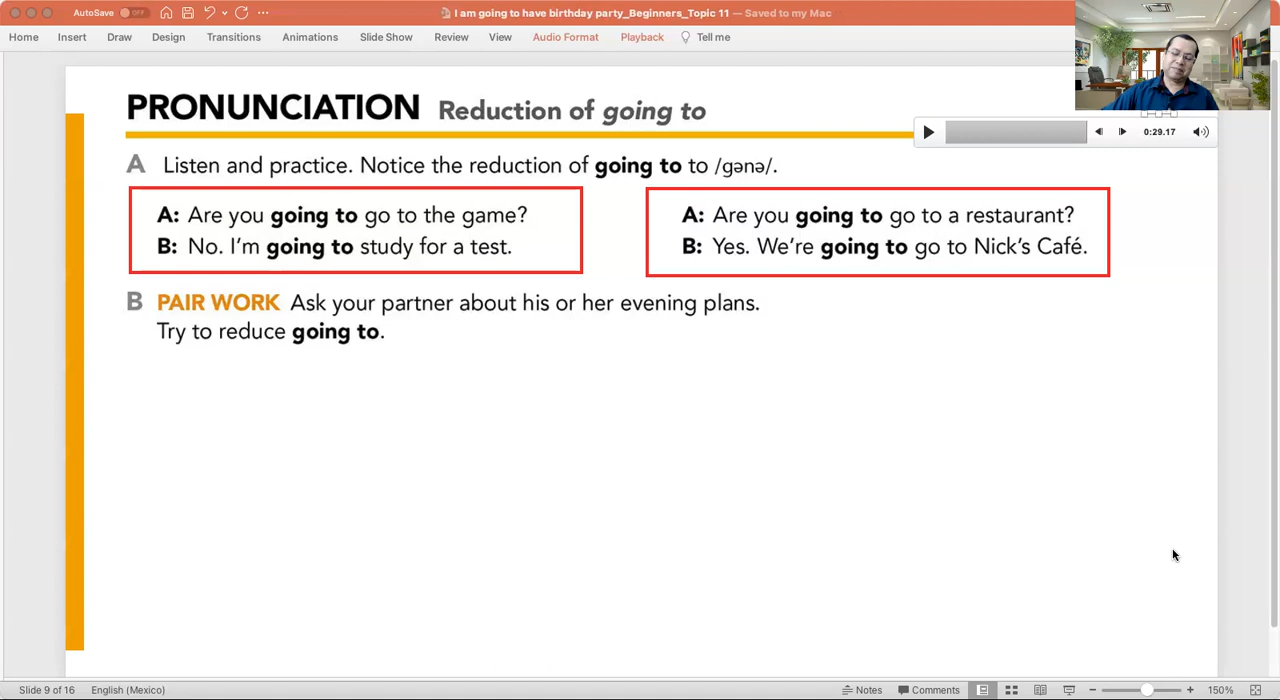 AutoSave OFF ... I am going to have birthday party_Beginners_Topic 11 — Saved to my Mac
Home Insert Draw Design Transitions Animations Slide Show Review View Audio Format Playback Tell me
PRONUNCIATION Reduction of going to
0:29.17
A Listen and practice. Notice the reduction of going to to /gənə/.
A: Are you going to go to the game?
B: No. I'm going to study for a test.
A: Are you going to go to a restaurant?
B: Yes. We're going to go to Nick's Café.
B PAIR WORK Ask your partner about his or her evening plans.
Try to reduce going to.
Slide 9 of 16 English (Mexico) Notes Comments 150%